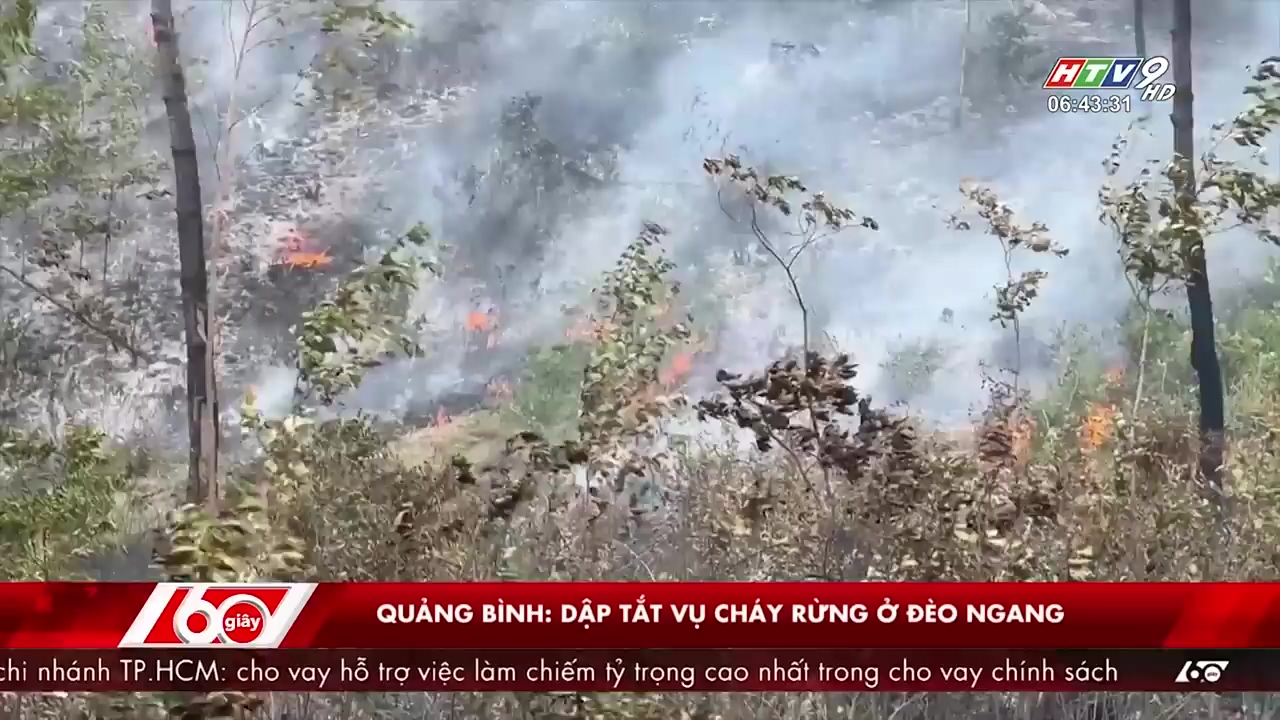 HTV9 HD
06:43:31
60 giây
QUẢNG BÌNH: DẬP TẮT VỤ CHÁY RỪNG Ở ĐÈO NGANG
chi nhánh TP.HCM: cho vay hỗ trợ việc làm chiếm tỷ trọng cao nhất trong cho vay chính sách
60